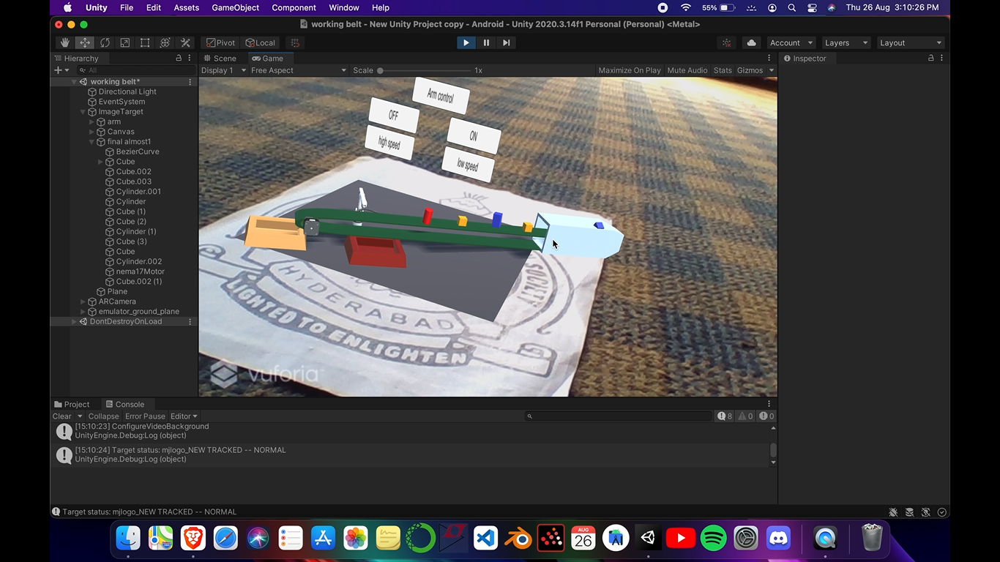 Unity File Edit Assets GameObject Component Window Help
55%
Thu 26 Aug 3:10:26 PM
working belt - New Unity Project copy - Android - Unity 2020.3.14f1 Personal (Personal) <Metal>
Pivot Local
Account Layers Layout
Hierarchy
All
working belt*
Directional Light
EventSystem
ImageTarget
arm
Canvas
final almost1
BezierCurve
Cube
Cube.002
Cube.003
Cylinder.001
Cylinder
Cube (1)
Cube (2)
Cylinder (1)
Cube (3)
Cube
Cylinder.002
nema17Motor
Cube.002 (1)
Plane
ARCamera
emulator_ground_plane
DontDestroyOnLoad
Scene Game
Display 1 Free Aspect Scale 1x Maximize On Play Mute Audio Stats Gizmos
Arm control
OFF
ON
high speed
low speed
HYDERABAD
SOCIETY
LIGHTED TO ENLIGHTEN
vuforia
Inspector
Project Console
Clear Collapse Error Pause Editor
8 0 0
[15:10:23] ConfigureVideoBackground
UnityEngine.Debug:Log (object)
[15:10:24] Target status: mjlogo_NEW TRACKED -- NORMAL
UnityEngine.Debug:Log (object)
Target status: mjlogo_NEW TRACKED -- NORMAL
AUG
26